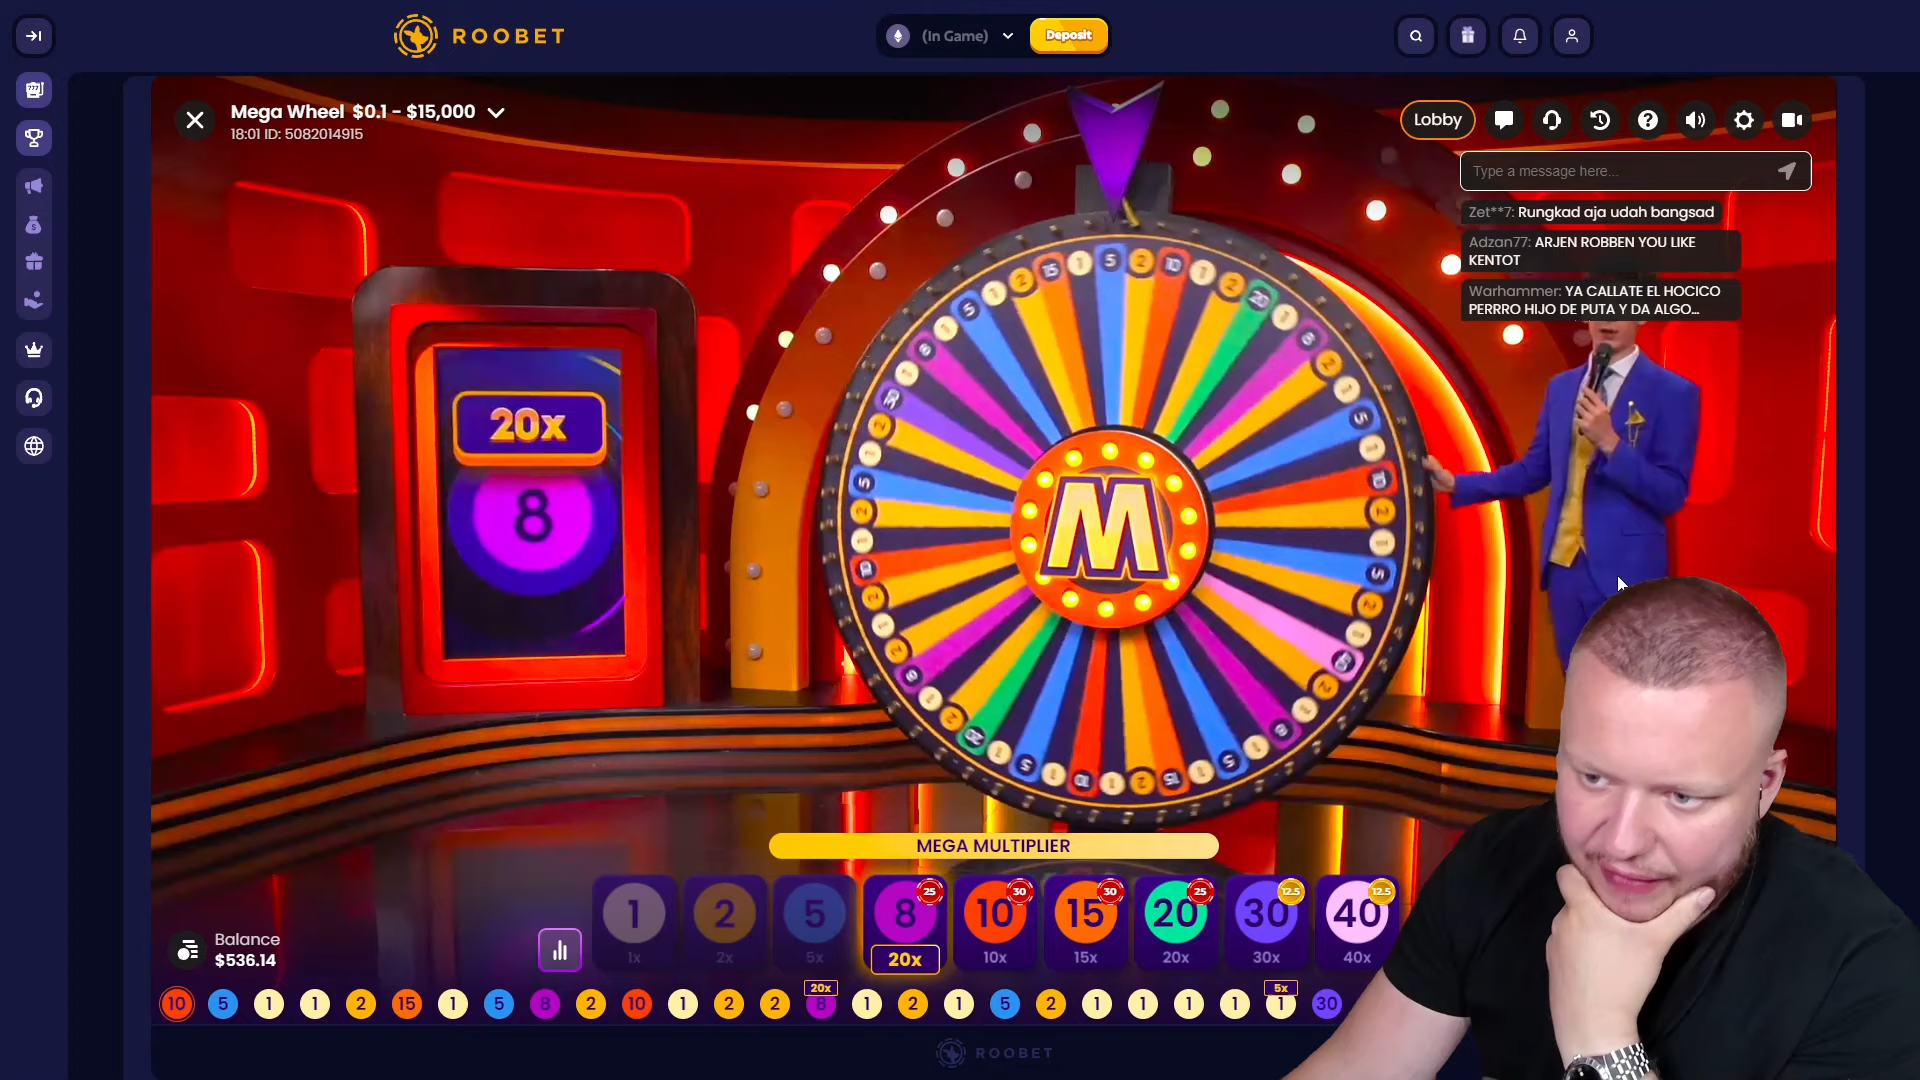 ROOBET
(In Game)
Deposit
Mega Wheel $0.1 - $15,000
18:01 ID: 5082014915
Lobby
Type a message here...
Zet**7: Rungkad aja udah bangsad
Adzan77: ARJEN ROBBEN YOU LIKE
KENTOT
Warhammer: YA CALLATE EL HOCICO
PERRRO HIJO DE PUTA Y DA ALGO...
20x
8
M
MEGA MULTIPLIER
25 30 30 25 12.5 12.5
1 2 5 8 10 15 20 30 40
1x 2x 5x 20x 10x 15x 20x 30x 40x
Balance
$536.14
20x 5x
10 5 1 1 2 15 1 5 8 2 10 1 2 2 8 1 2 1 5 2 1 1 1 1 1 30
ROOBET